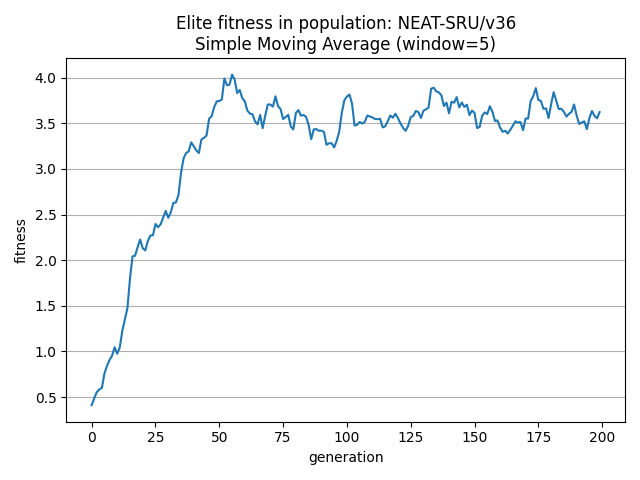 Elite fitness in population: NEAT-SRU/v36
Simple Moving Average (window=5)
fitness
4.0
3.5
3.0
2.5
2.0
1.5
1.0
0.5
0 25 50 75 100 125 150 175 200
generation